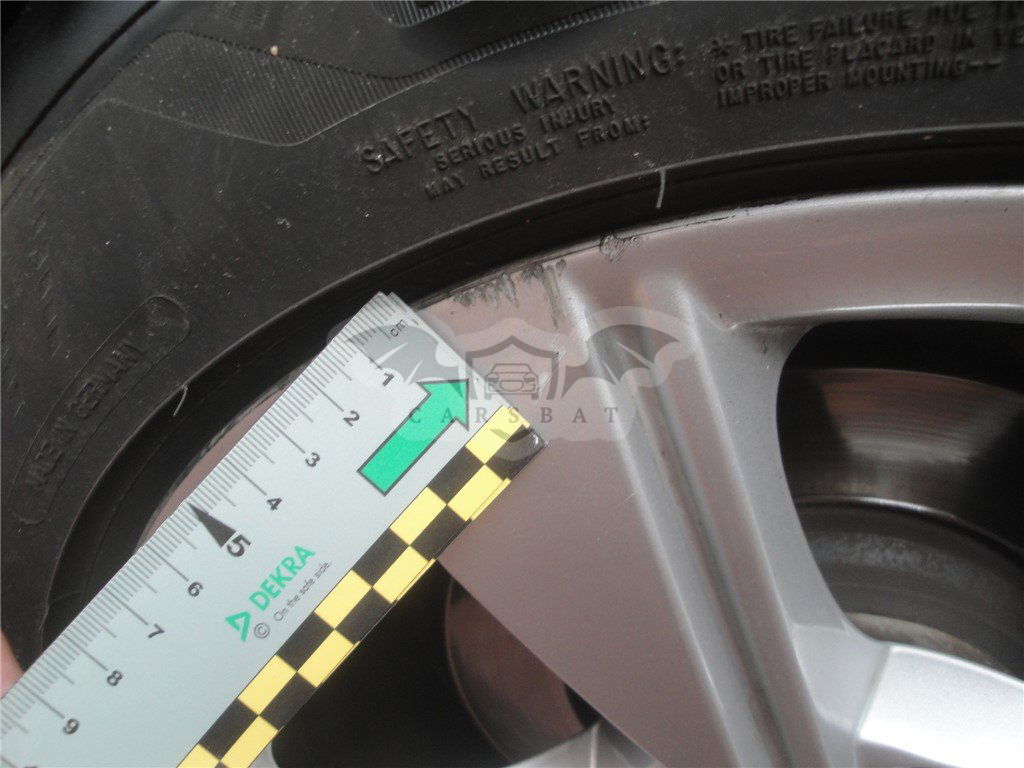 SAFETY WARNING:
SERIOUS INJURY
MAY RESULT FROM:
* TIRE FAILURE DUE
OR TIRE PLACARD IN
IMPROPER MOUNTING--
cm
1
2
3
4
5
6
7
8
9
DEKRA
© On the safe side.
CARSBAT
GERMANY